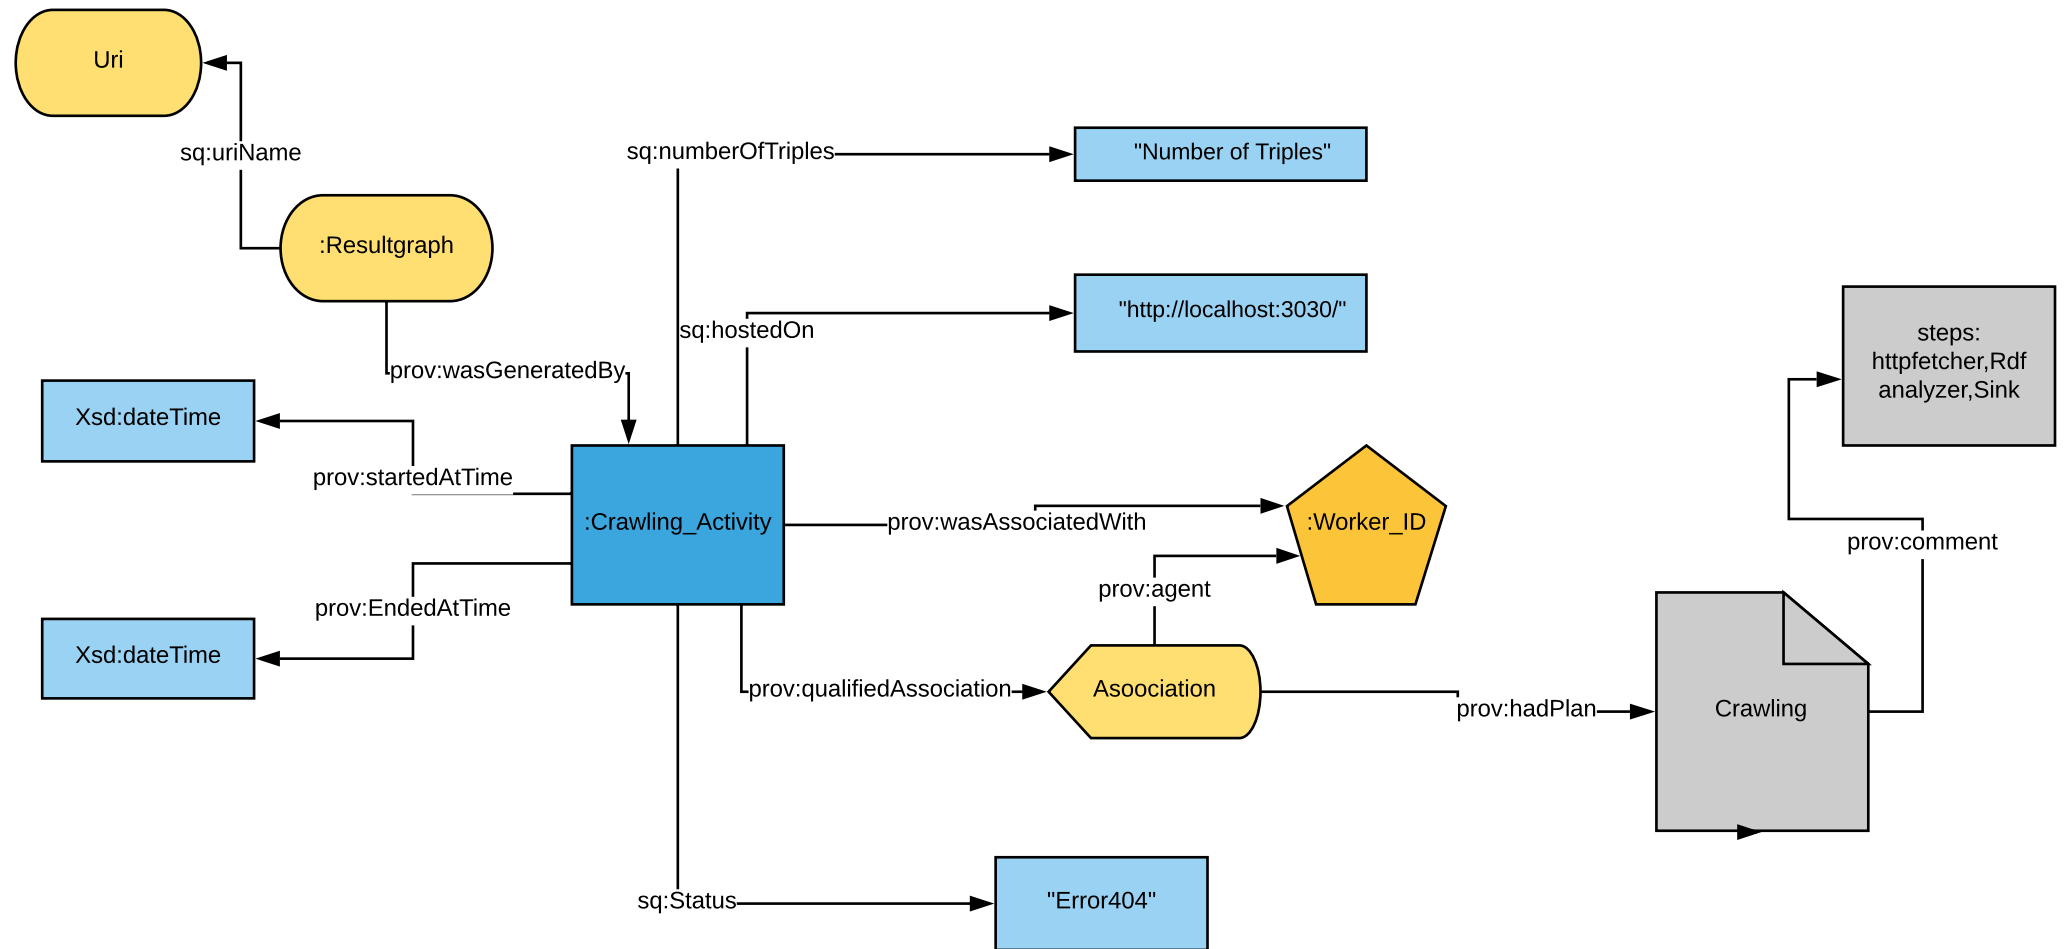 Uri
sq:uriName
sq:numberOfTriples
"Number of Triples"
:Resultgraph
sq:hostedOn
"http://localhost:3030/"
steps:
httpfetcher,Rdf
analyzer,Sink
prov:wasGeneratedBy
Xsd:dateTime
prov:startedAtTime
:Crawling_Activity
prov:wasAssociatedWith
:Worker_ID
prov:comment
prov:agent
prov:EndedAtTime
Xsd:dateTime
prov:qualifiedAssociation
Asoociation
prov:hadPlan
Crawling
sq:Status
"Error404"